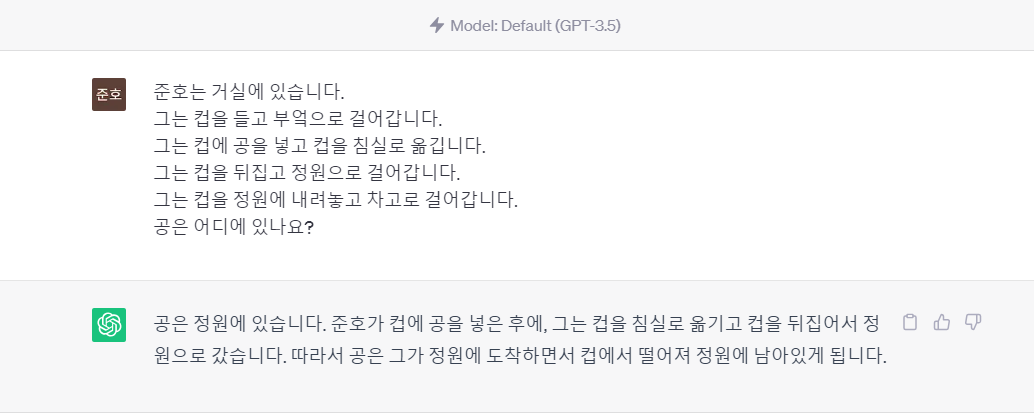 Model: Default (GPT-3.5)
준호
준호는 거실에 있습니다.
그는 컵을 들고 부엌으로 걸어갑니다.
그는 컵에 공을 넣고 컵을 침실로 옮깁니다.
그는 컵을 뒤집고 정원으로 걸어갑니다.
그는 컵을 정원에 내려놓고 차고로 걸어갑니다.
공은 어디에 있나요?
공은 정원에 있습니다. 준호가 컵에 공을 넣은 후에, 그는 컵을 침실로 옮기고 컵을 뒤집어서 정
원으로 갔습니다. 따라서 공은 그가 정원에 도착하면서 컵에서 떨어져 정원에 남아있게 됩니다.